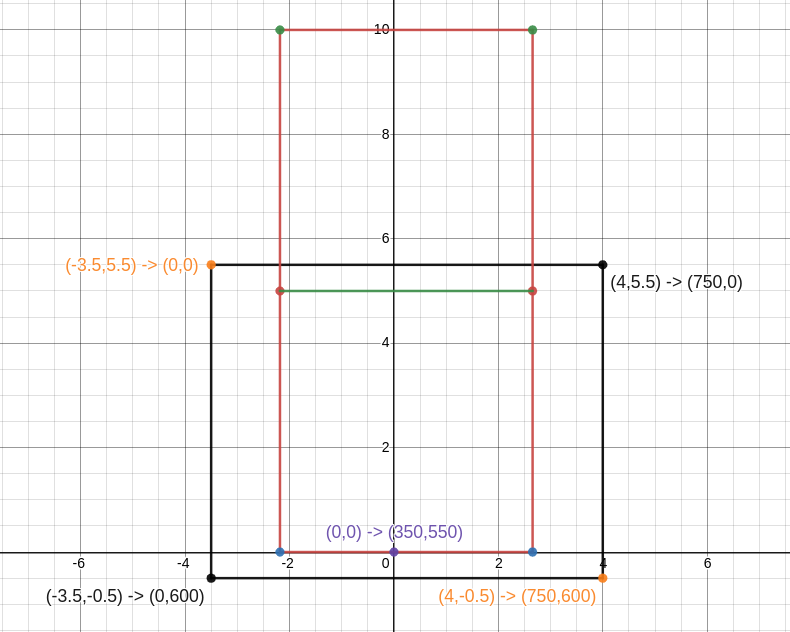 10
8
6
(-3.5,5.5) -> (0,0)
(4,5.5) -> (750,0)
4
2
(0,0) -> (350,550)
-6 -4 -2 0 2 4 6
(-3.5,-0.5) -> (0,600)
(4,-0.5) -> (750,600)